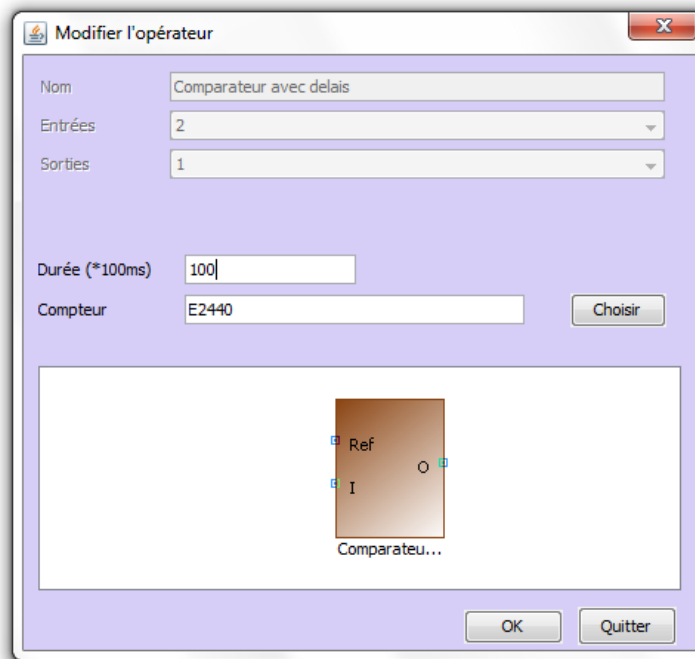 Modifier l'opérateur
Nom Comparateur avec delais
Entrées 2
Sorties 1
Durée (*100ms) 100
Compteur E2440 Choisir
Ref
O
I
Comparateu...
OK Quitter